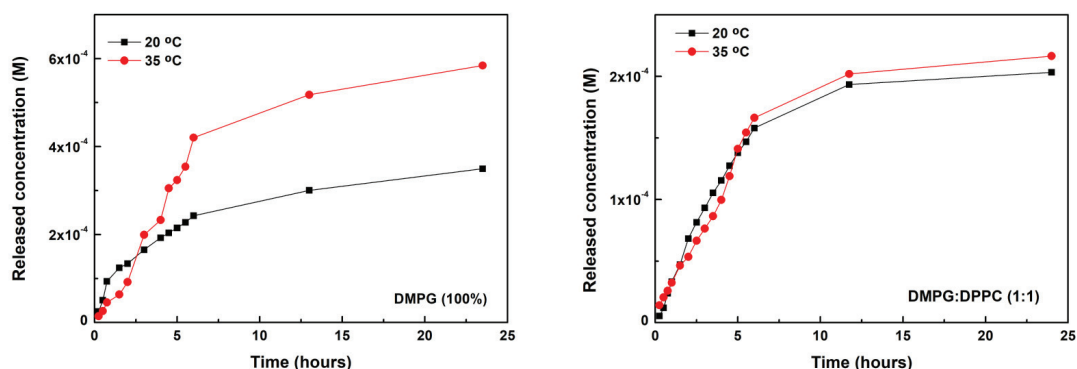 20 ºC
35 ºC
6x10⁻⁴
4x10⁻⁴
2x10⁻⁴
0
Released concentration (M)
DMPG (100%)
0 5 10 15 20 25
Time (hours)
20 ºC
35 ºC
2x10⁻⁴
1x10⁻⁴
0
Released concentration (M)
DMPG:DPPC (1:1)
0 5 10 15 20 25
Time (hours)